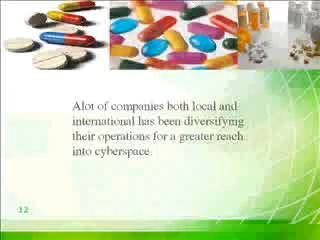 Alot of companies both local and
international has been diversifying
their operations for a greater reach
into cyberspace.
12